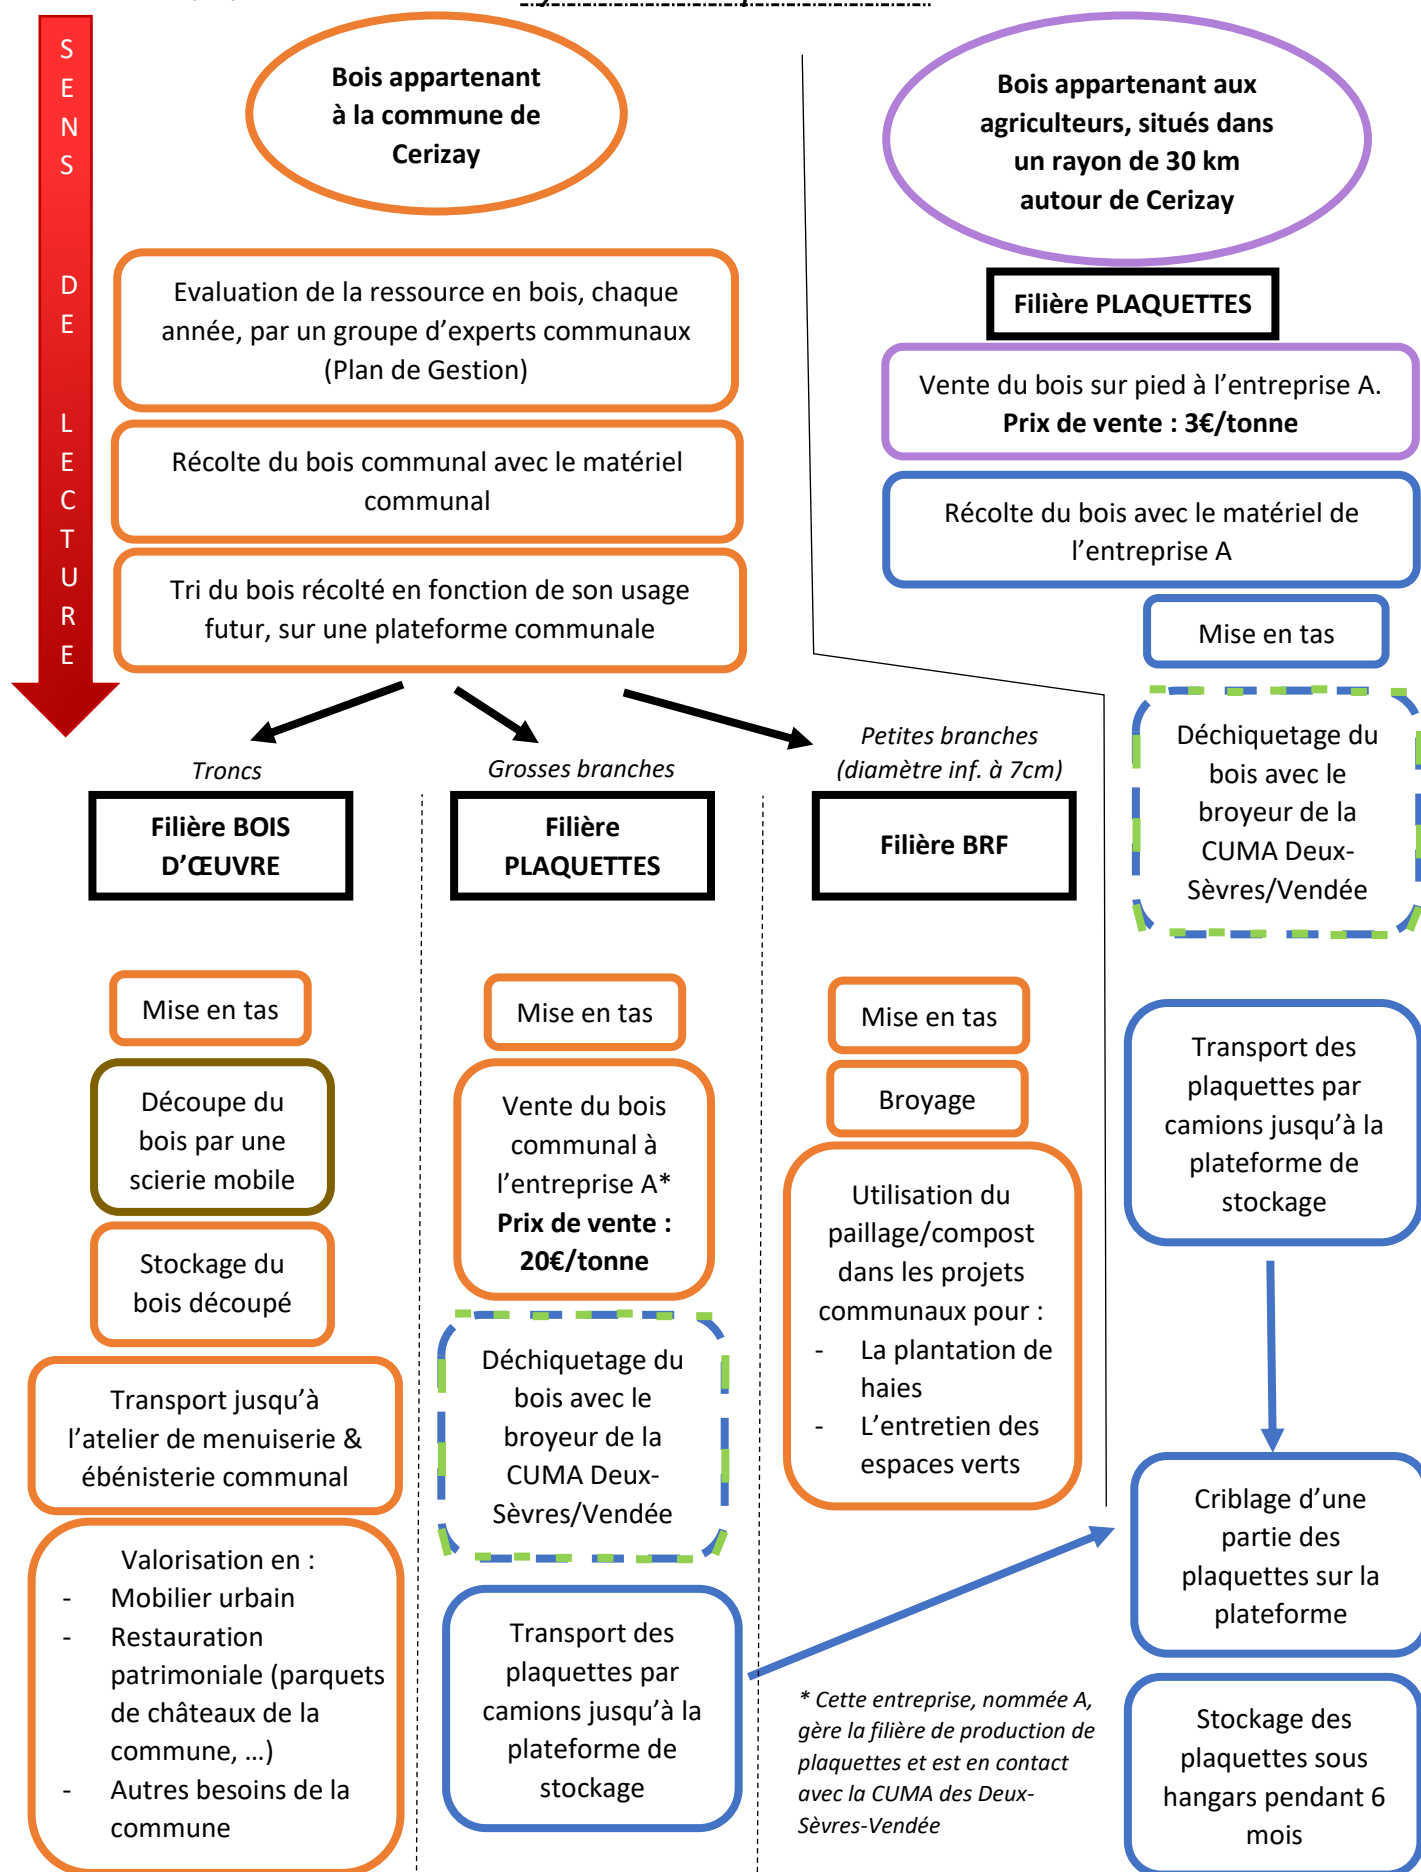 SENS DE LECTURE
Bois appartenant
à la commune de
Cerizay
Evaluation de la ressource en bois, chaque
année, par un groupe d’experts communaux
(Plan de Gestion)
Récolte du bois communal avec le matériel
communal
Tri du bois récolté en fonction de son usage
futur, sur une plateforme communale
Troncs
Filière BOIS
D’ŒUVRE
Mise en tas
Découpe du
bois par une
scierie mobile
Stockage du
bois découpé
Transport jusqu’à
l’atelier de menuiserie &
ébénisterie communal
Valorisation en :
- Mobilier urbain
- Restauration
patrimoniale (parquets
de châteaux de la
commune, …)
- Autres besoins de la
commune
Grosses branches
Filière
PLAQUETTES
Mise en tas
Vente du bois
communal à
l’entreprise A*
Prix de vente :
20€/tonne
Déchiquetage du
bois avec le
broyeur de la
CUMA Deux-
Sèvres/Vendée
Transport des
plaquettes par
camions jusqu’à la
plateforme de
stockage
Petites branches
(diamètre inf. à 7cm)
Filière BRF
Mise en tas
Broyage
Utilisation du
paillage/compost
dans les projets
communaux pour :
- La plantation de
haies
- L’entretien des
espaces verts
* Cette entreprise, nommée A,
gère la filière de production de
plaquettes et est en contact
avec la CUMA des Deux-
Sèvres-Vendée
Bois appartenant aux
agriculteurs, situés dans
un rayon de 30 km
autour de Cerizay
Filière PLAQUETTES
Vente du bois sur pied à l’entreprise A.
Prix de vente : 3€/tonne
Récolte du bois avec le matériel de
l’entreprise A
Mise en tas
Déchiquetage du
bois avec le
broyeur de la
CUMA Deux-
Sèvres/Vendée
Transport des
plaquettes par
camions jusqu’à la
plateforme de
stockage
Criblage d’une
partie des
plaquettes sur la
plateforme
Stockage des
plaquettes sous
hangars pendant 6
mois